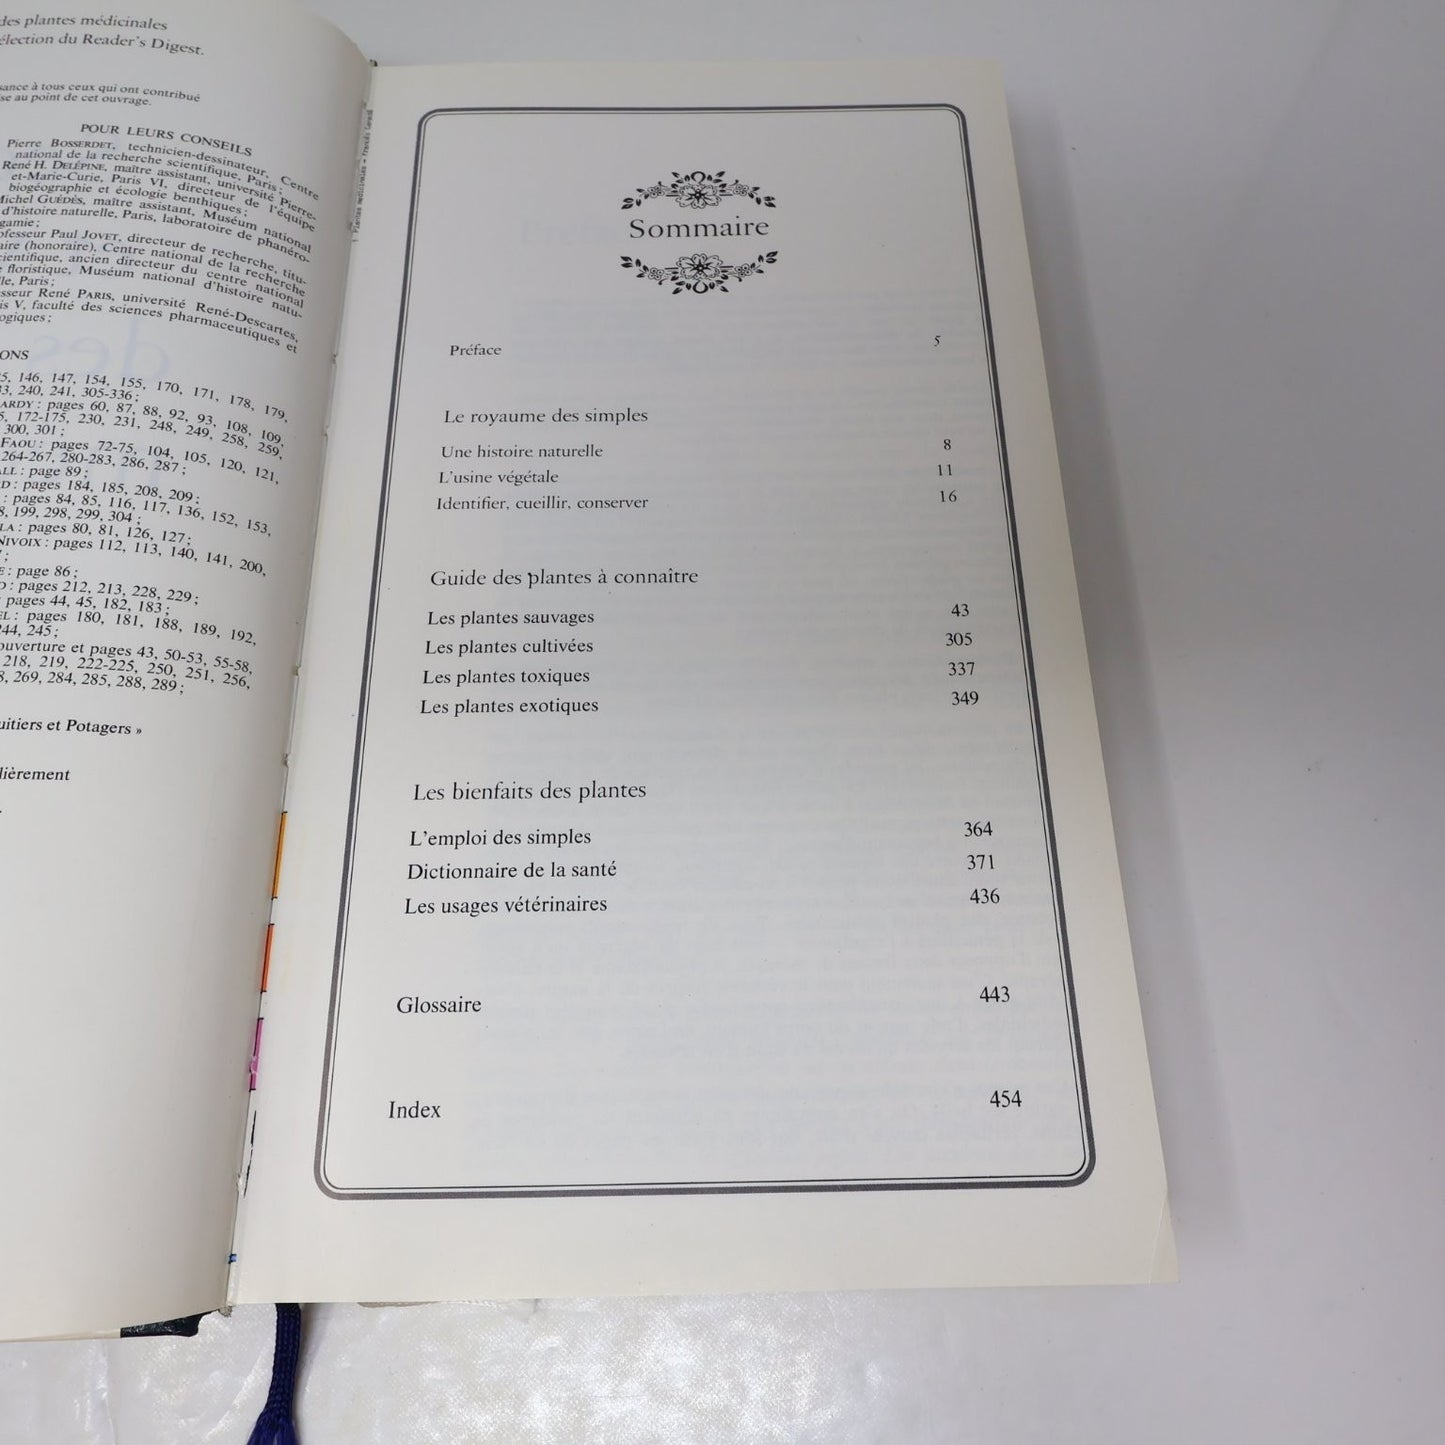 des plantes médicinales
élection du Reader's Digest.
sance à tous ceux qui ont contribué
se au point de cet ouvrage.
POUR LEURS CONSEILS
Pierre BOSSERDET, technicien-dessinateur, Centre
national de la recherche scientifique, Paris;
René H. DELÉPINE, maître assistant, université Pierre-
et-Marie-Curie, Paris VI, directeur de l'équipe
biogéographie et écologie benthiques;
Michel GUÉDÈS, maître assistant, Muséum national
d'histoire naturelle, Paris, laboratoire de phanéro-
gamie;
ofesseur Paul JOVET, directeur de recherche, titu-
aire (honoraire), Centre national de la recherche
cientifique, ancien directeur du centre national
e floristique, Muséum national d'histoire natu-
lle, Paris;
sseur René PARIS, université René-Descartes,
is V, faculté des sciences pharmaceutiques et
ogiques;
ONS
5, 146, 147, 154, 155, 170, 171, 178, 179,
33, 240, 241, 305-336;
ARDY: pages 60, 87, 88, 92, 93, 108, 109,
5, 172-175, 230, 231, 248, 249, 258, 259,
300, 301;
FAOU: pages 72-75, 104, 105, 120, 121,
264-267, 280-283, 286, 287;
ALL: page 89;
D: pages 184, 185, 208, 209;
: pages 84, 85, 116, 117, 136, 152, 153,
8, 199, 298, 299, 304;
LA: pages 80, 81, 126, 127;
NIVOIX: pages 112, 113, 140, 141, 200,
;
E: page 86;
D: pages 212, 213, 228, 229;
: pages 44, 45, 182, 183;
EL: pages 180, 181, 188, 189, 192,
244, 245;
ouverture et pages 43, 50-53, 55-58,
218, 219, 222-225, 250, 251, 256,
8, 269, 284, 285, 288, 289;
uitiers et Potagers »
lièrement
Sommaire
Préface 5
Le royaume des simples
Une histoire naturelle 8
L'usine végétale 11
Identifier, cueillir, conserver 16
Guide des plantes à connaître
Les plantes sauvages 43
Les plantes cultivées 305
Les plantes toxiques 337
Les plantes exotiques 349
Les bienfaits des plantes
L'emploi des simples 364
Dictionnaire de la santé 371
Les usages vétérinaires 436
Glossaire 443
Index 454